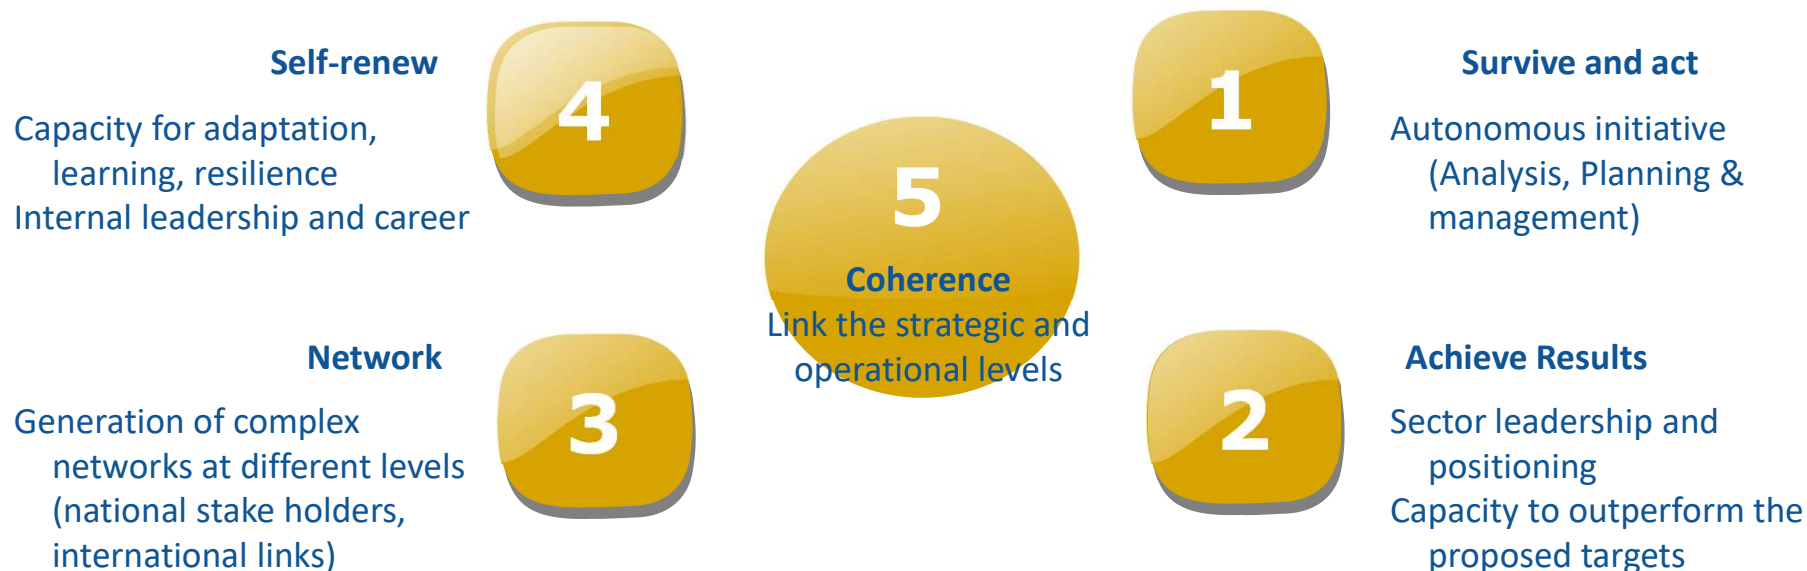 Self-renew
4
Capacity for adaptation,
learning, resilience
Internal leadership and career
1
Survive and act
Autonomous initiative
(Analysis, Planning &
management)
5
Coherence
Link the strategic and
operational levels
Network
3
Generation of complex
networks at different levels
(national stake holders,
international links)
2
Achieve Results
Sector leadership and
positioning
Capacity to outperform the
proposed targets